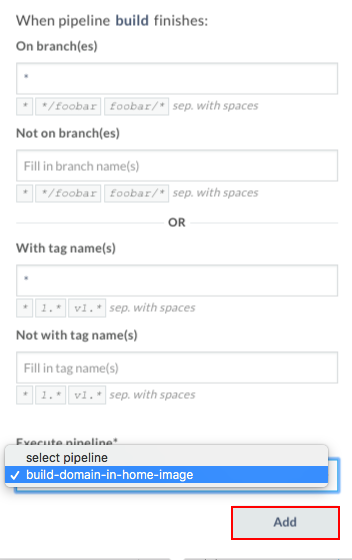 When pipeline build finishes:
On branch(es)
*
* */foobar foobar/* sep. with spaces
Not on branch(es)
Fill in branch name(s)
* */foobar foobar/* sep. with spaces
OR
With tag name(s)
*
* 1.* v1.* sep. with spaces
Not with tag name(s)
Fill in tag name(s)
* 1.* v1.* sep. with spaces
Execute pipeline*
select pipeline
✓ build-domain-in-home-image
Add